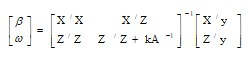 [β ω] = [X ′ X X ′ Z Z ′ Z Z ′ Z + kA ⁻¹]⁻¹ [X ′ y Z ′ y]